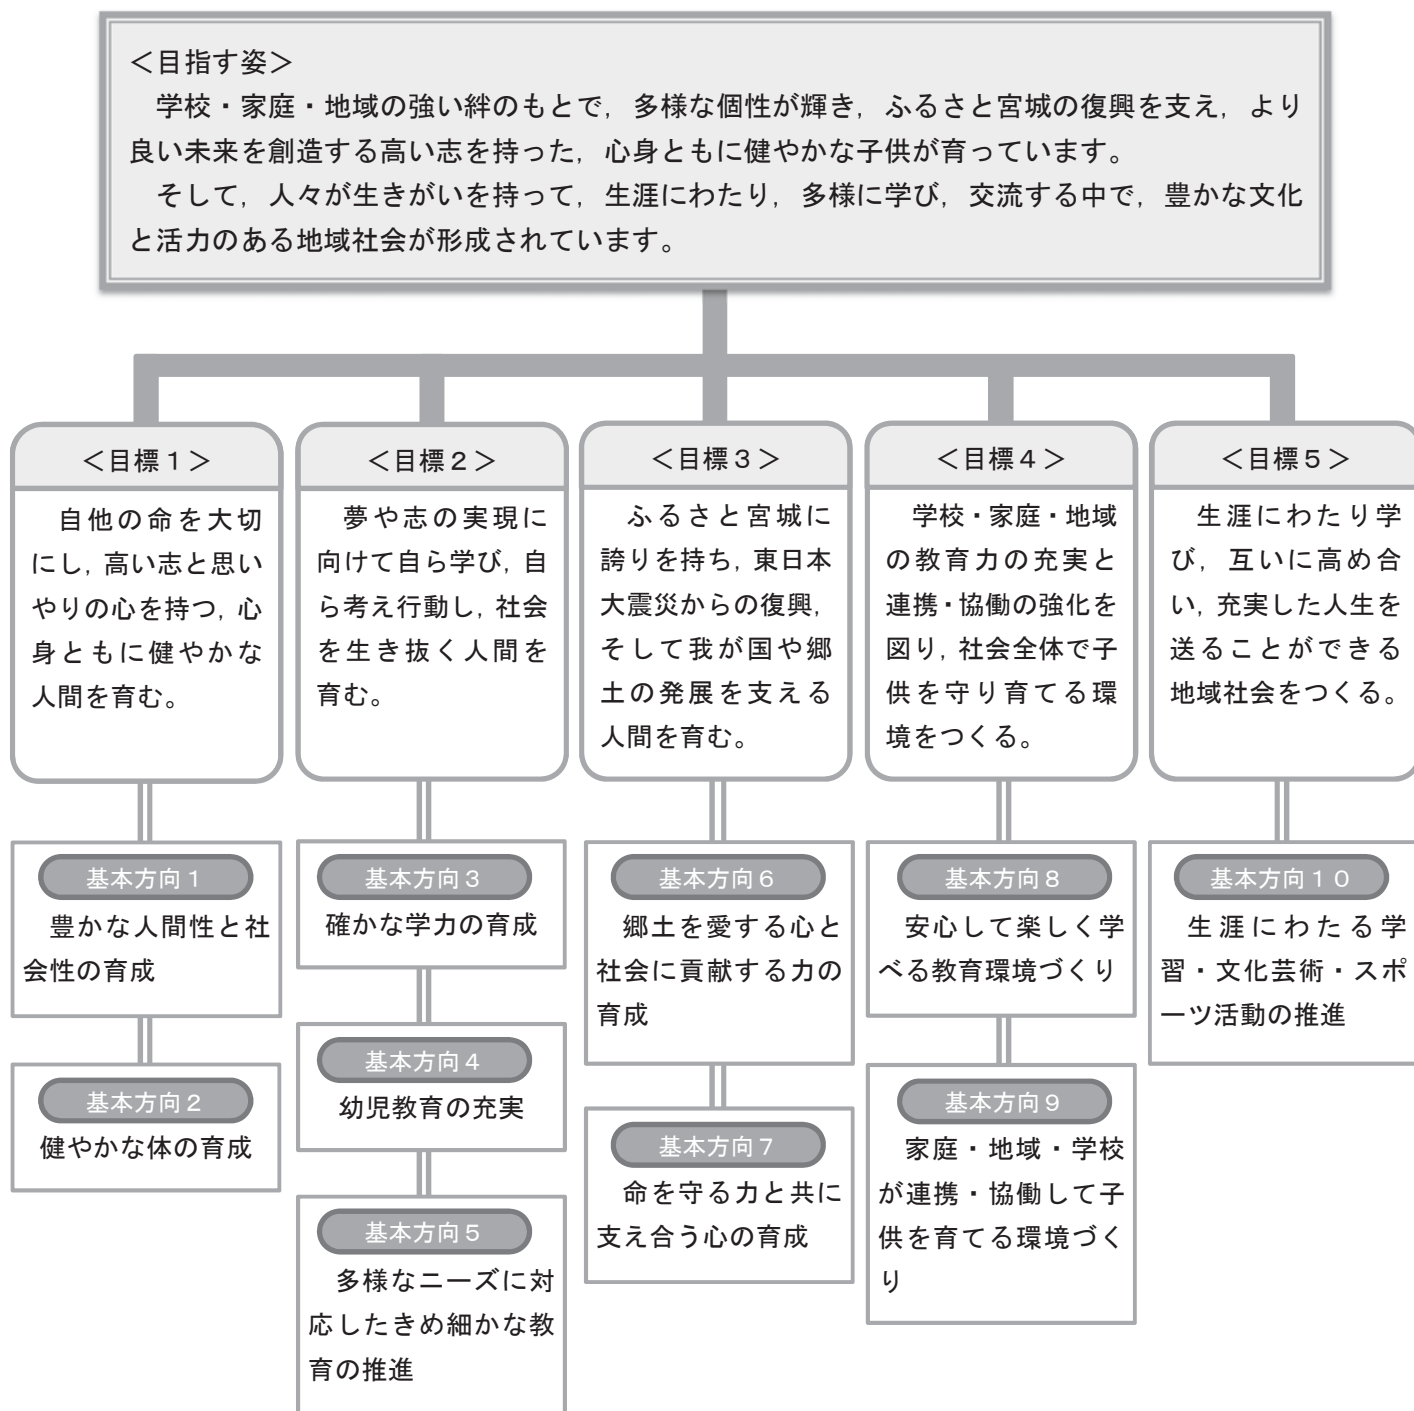 ＜目指す姿＞
学校・家庭・地域の強い絆のもとで，多様な個性が輝き，ふるさと宮城の復興を支え，より
良い未来を創造する高い志を持った，心身ともに健やかな子供が育っています。
そして，人々が生きがいを持って，生涯にわたり，多様に学び，交流する中で，豊かな文化
と活力のある地域社会が形成されています。
＜目標１＞
自他の命を大切
にし，高い志と思い
やりの心を持つ，心
身ともに健やかな
人間を育む。
＜目標２＞
夢や志の実現に
向けて自ら学び，自
ら考え行動し，社会
を生き抜く人間を
育む。
＜目標３＞
ふるさと宮城に
誇りを持ち，東日本
大震災からの復興，
そして我が国や郷
土の発展を支える
人間を育む。
＜目標４＞
学校・家庭・地域
の教育力の充実と
連携・協働の強化を
図り，社会全体で子
供を守り育てる環
境をつくる。
＜目標５＞
生涯にわたり学
び，互いに高め合
い，充実した人生を
送ることができる
地域社会をつくる。
基本方向１
豊かな人間性と社
会性の育成
基本方向２
健やかな体の育成
基本方向３
確かな学力の育成
基本方向４
幼児教育の充実
基本方向５
多様なニーズに対
応したきめ細かな教
育の推進
基本方向６
郷土を愛する心と
社会に貢献する力の
育成
基本方向７
命を守る力と共に
支え合う心の育成
基本方向８
安心して楽しく学
べる教育環境づくり
基本方向９
家庭・地域・学校
が連携・協働して子
供を育てる環境づく
り
基本方向１０
生涯にわたる学
習・文化芸術・スポ
ーツ活動の推進